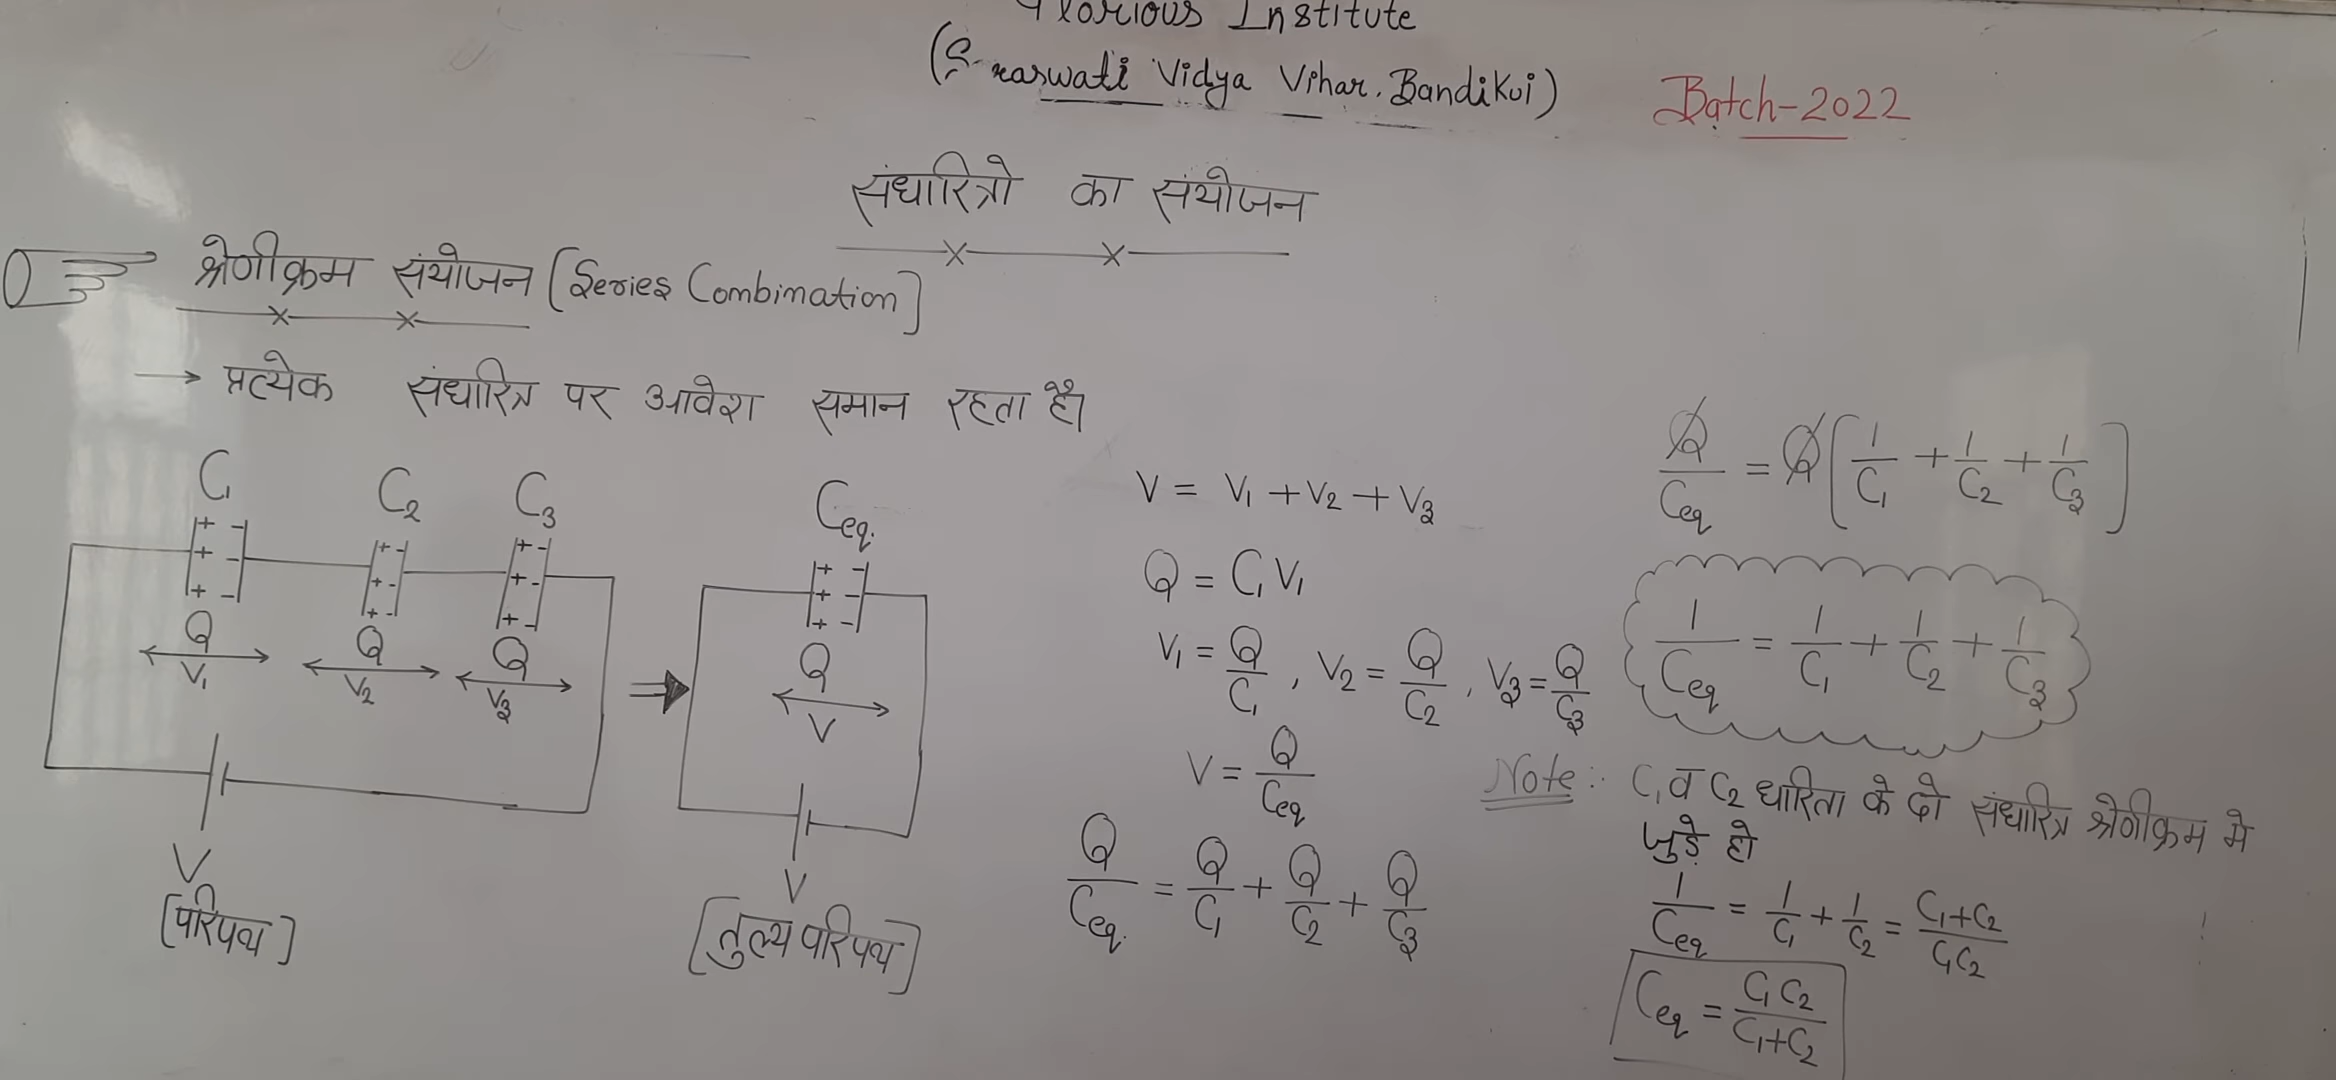 Glorious Institute
(Saraswati Vidya Vihar, Bandikui)
Batch-2022
संधारित्रो का संयोजन
श्रेणीक्रम संयोजन [Series Combination]
→ प्रत्येक संधारित्र पर आवेश समान रहता है।
C₁ C₂ C₃
+ - + - + -
+ - + - + -
+ - + - + -
Q Q Q
V₁ V₂ V₃
V
[परिपथ]
⇒
Ceq.
+ -
+ -
+ -
Q
V
V
[तुल्य परिपथ]
V = V₁ + V₂ + V₃
Q = C₁V₁
V₁ = Q/C₁, V₂ = Q/C₂, V₃ = Q/C₃
V = Q/Ceq
Q/Ceq. = Q/C₁ + Q/C₂ + Q/C₃
Q/Ceq = Q[1/C₁ + 1/C₂ + 1/C₃]
1/Ceq = 1/C₁ + 1/C₂ + 1/C₃
Note:- C₁ व C₂ धारिता के दो संधारित्र श्रेणीक्रम मे
जुड़े हो
1/Ceq = 1/C₁ + 1/C₂ = C₁+C₂/C₁C₂
Ceq = C₁C₂/C₁+C₂